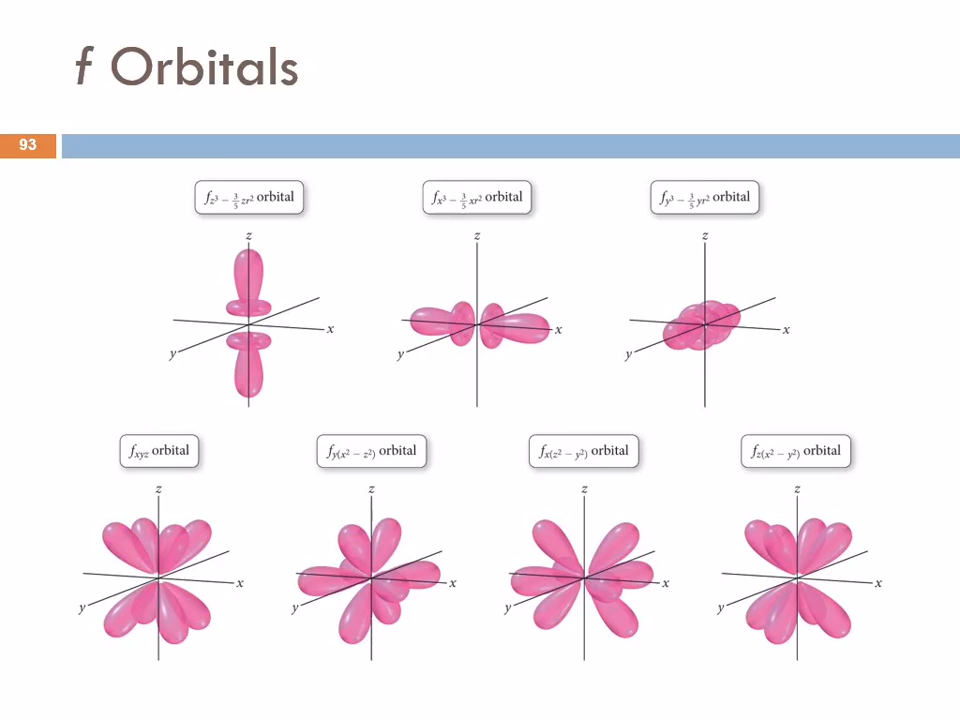 f Orbitals
93
f_{z³ − 3/5 zr²} orbital
f_{x³ − 3/5 xr²} orbital
f_{y³ − 3/5 yr²} orbital
z
z
z
x
x
x
y
y
y
f_{xyz} orbital
f_{y(x² − z²)} orbital
f_{x(z² − y²)} orbital
f_{z(x² − y²)} orbital
z
z
z
z
x
x
x
x
y
y
y
y